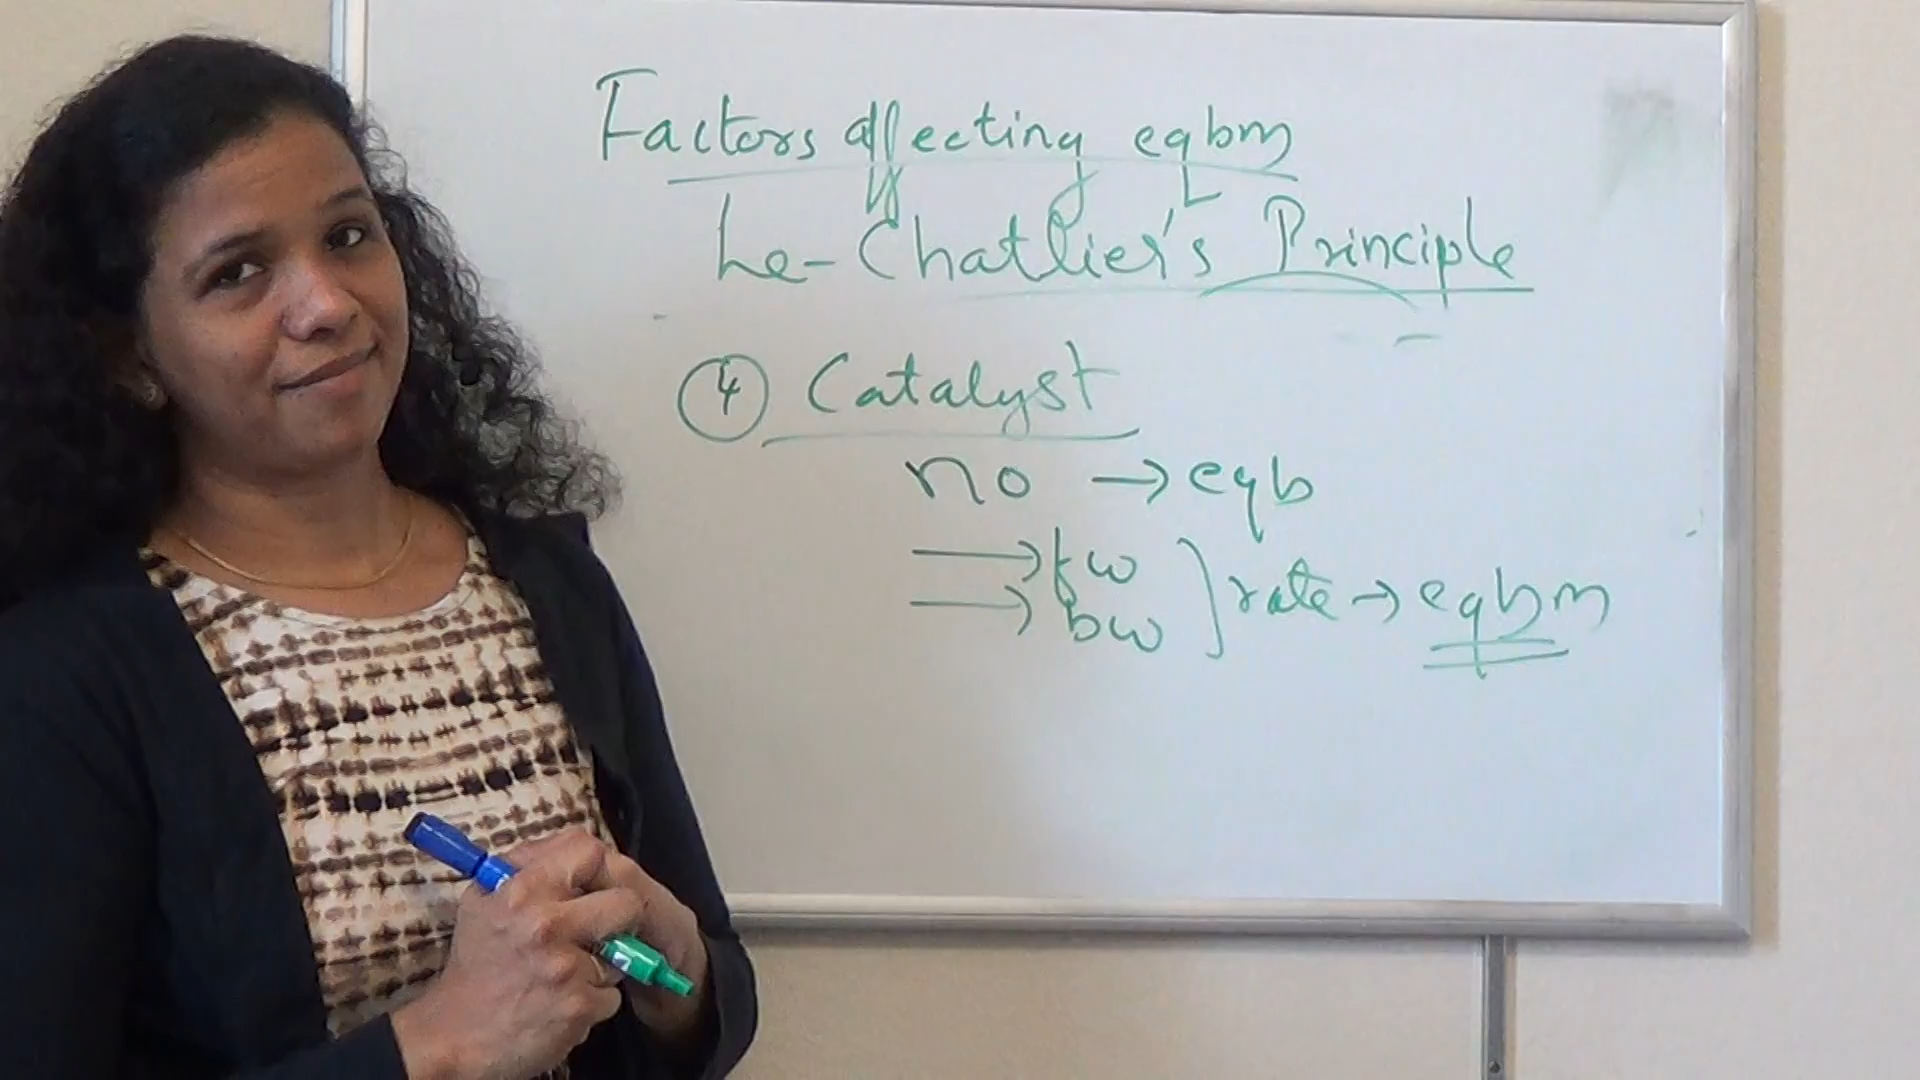 Factors affecting eqbm
Le-Chatlier's Principle
④ Catalyst
no → eqb
→ fw
→ bw } rate → eqbm